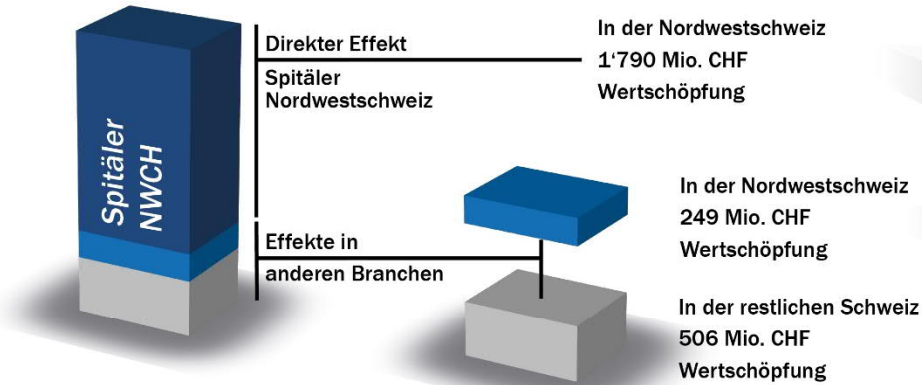 Spitäler
NWCH
Direkter Effekt
Spitäler
Nordwestschweiz
In der Nordwestschweiz
1‘790 Mio. CHF
Wertschöpfung
Effekte in
anderen Branchen
In der Nordwestschweiz
249 Mio. CHF
Wertschöpfung
In der restlichen Schweiz
506 Mio. CHF
Wertschöpfung